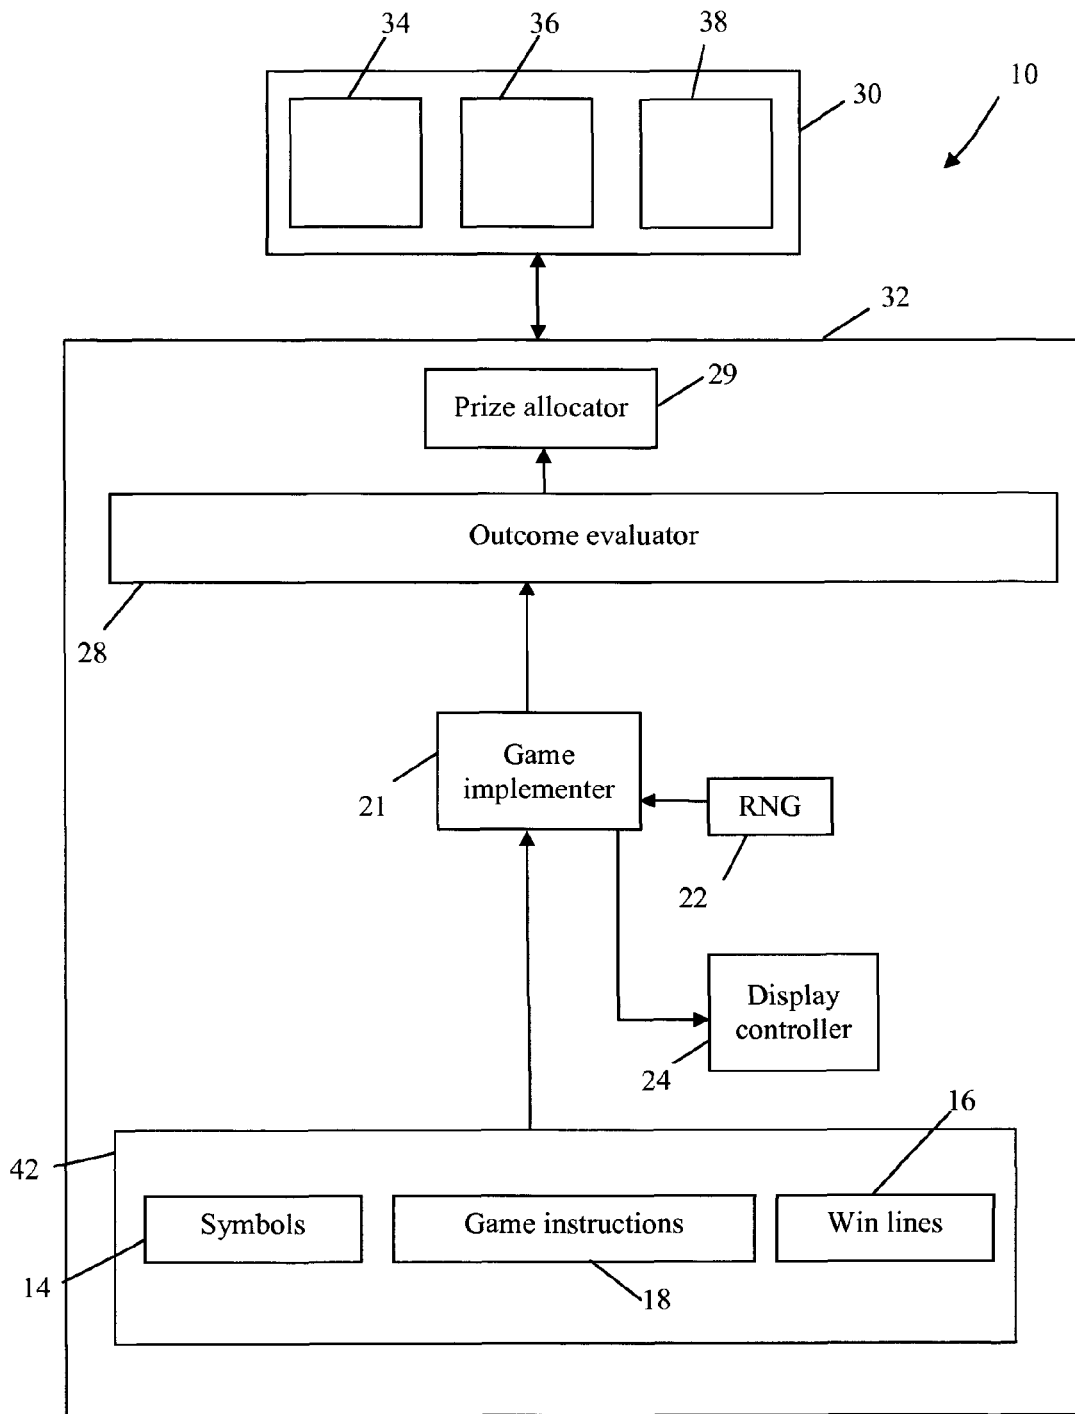 34
36
38
10
30
32
29
Prize allocator
Outcome evaluator
28
Game
implementer
21
RNG
22
Display
controller
24
16
42
Symbols
Game instructions
Win lines
14
18